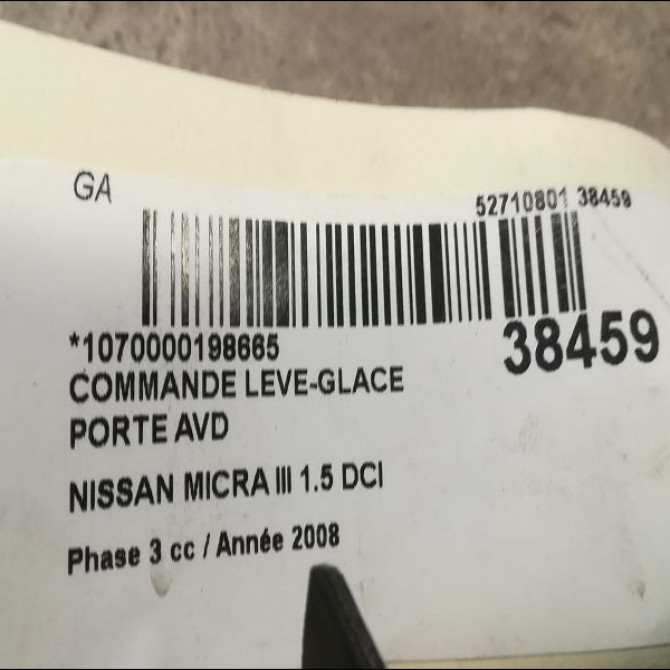 GA
52710801 38459
38459
*1070000198665
COMMANDE LEVE-GLACE
PORTE AVD
NISSAN MICRA III 1.5 DCI
Phase 3 cc / Année 2008